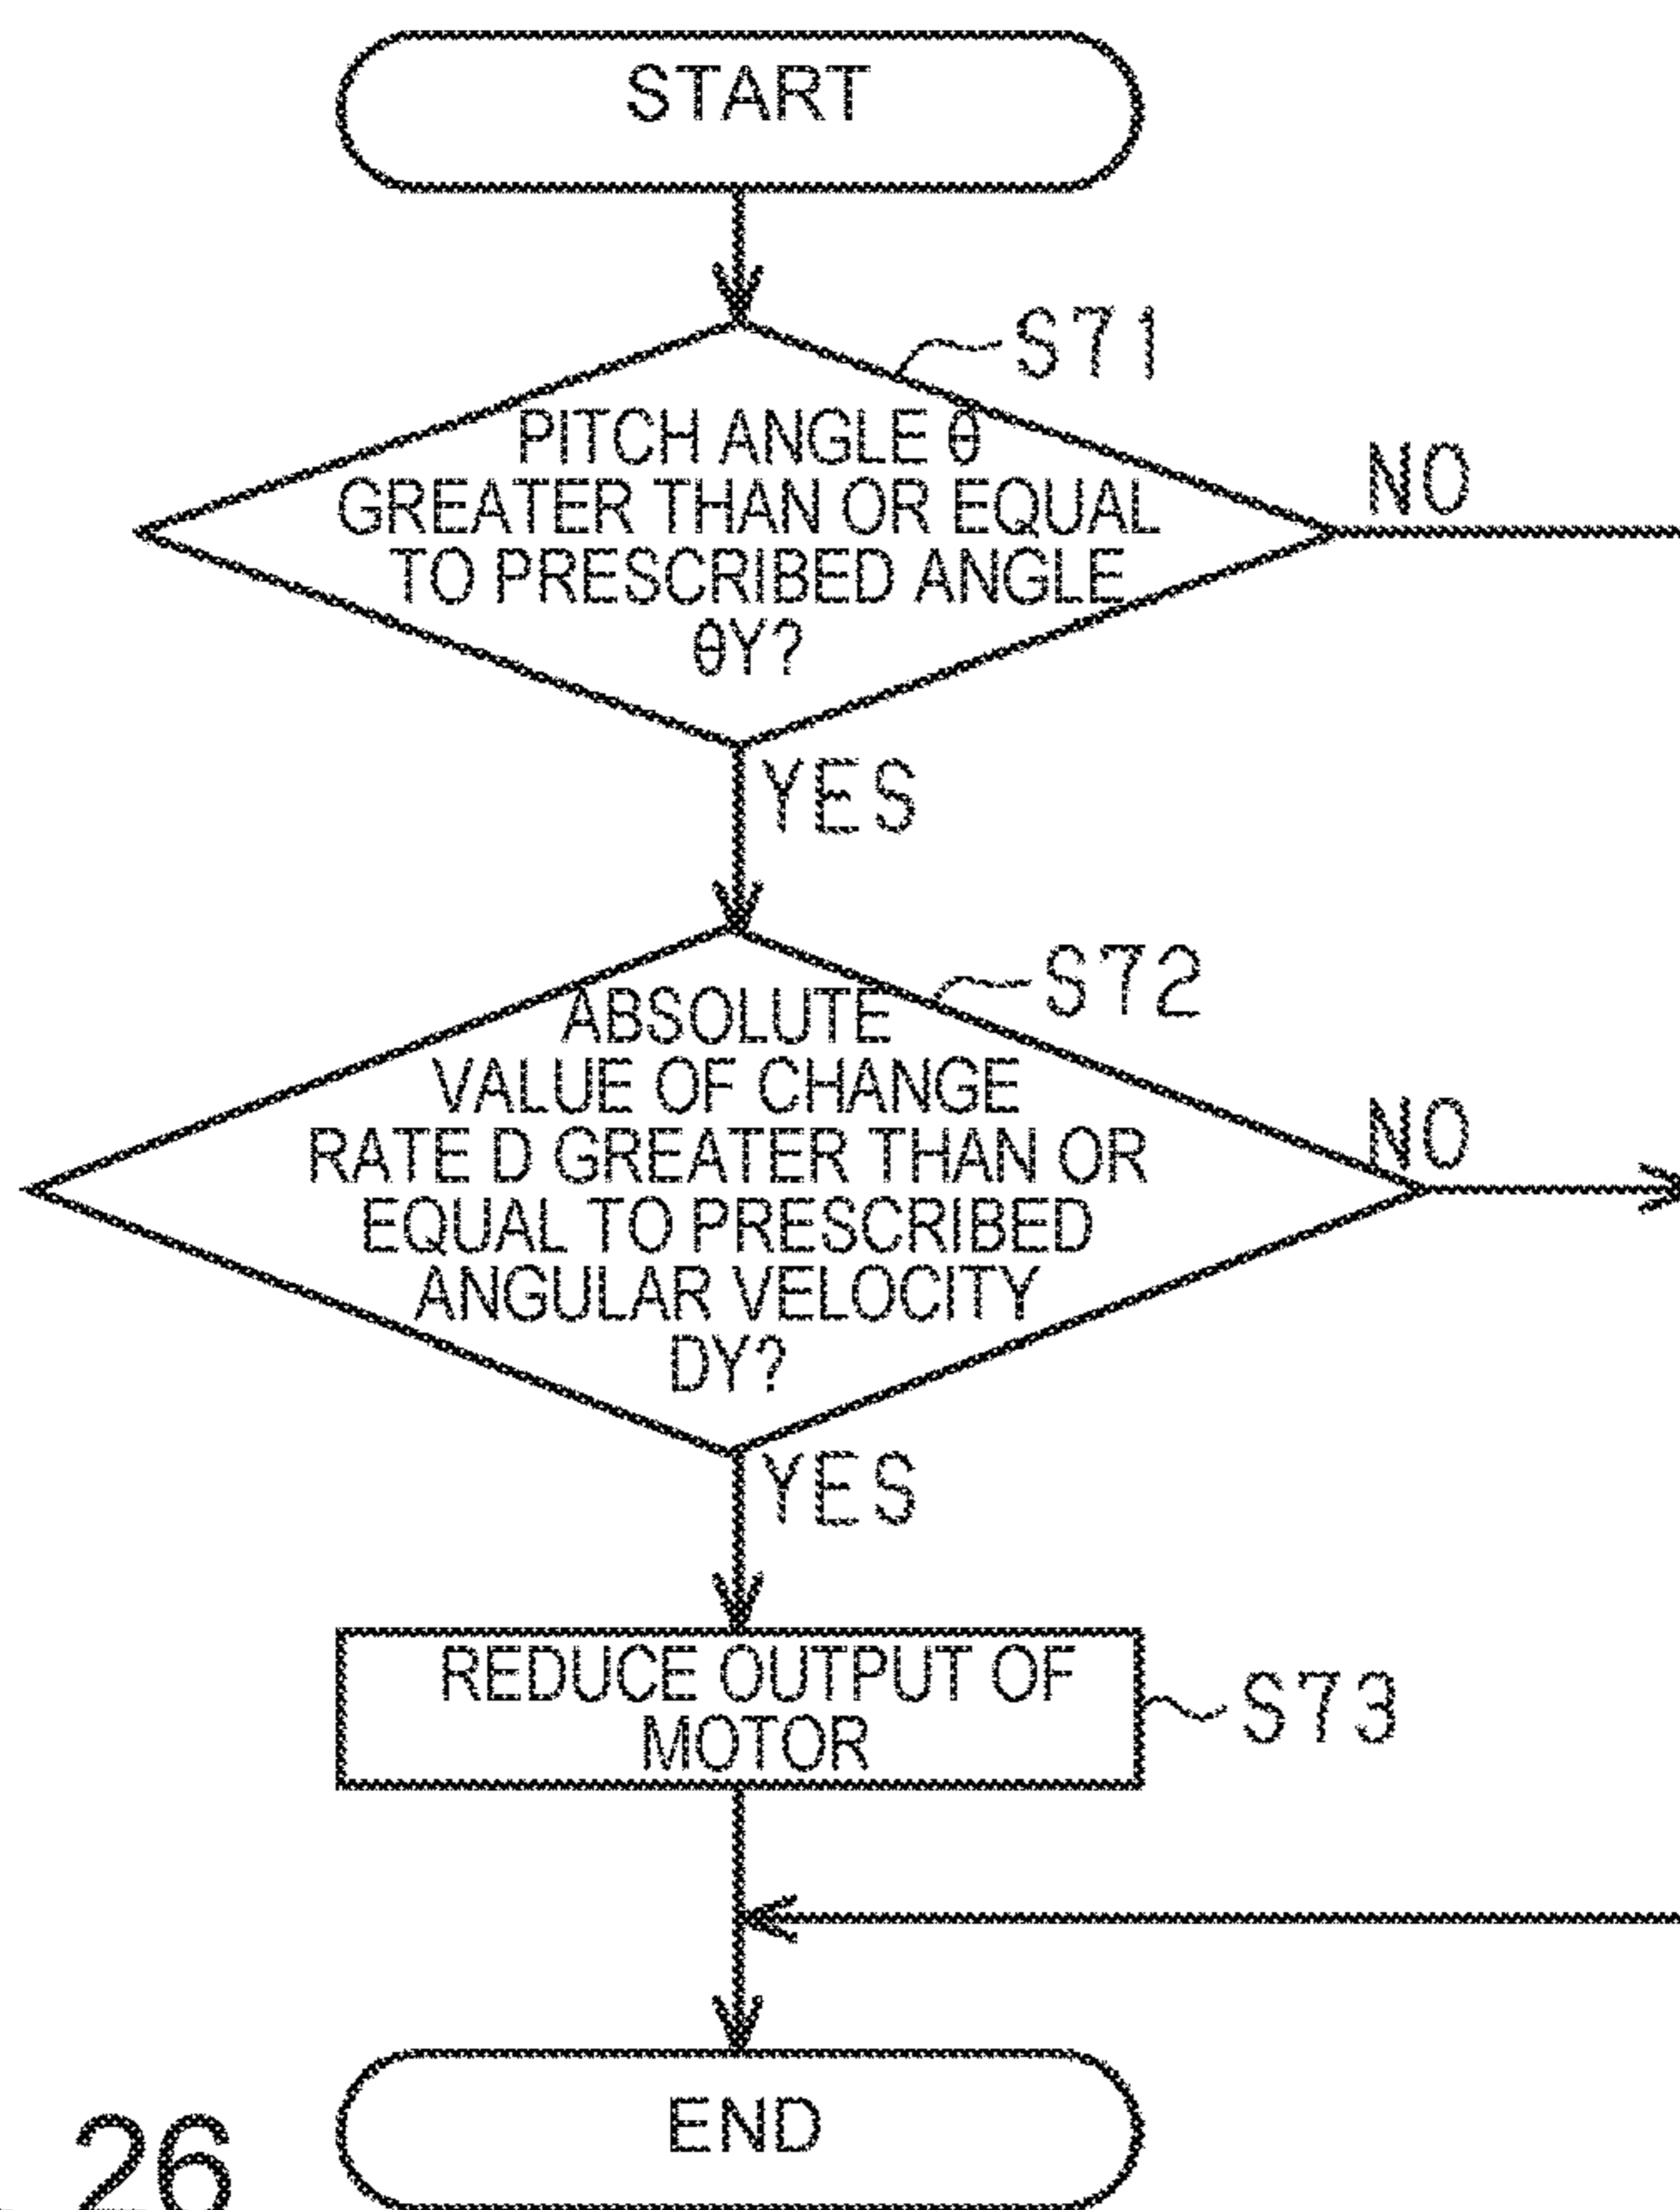 START
S71
PITCH ANGLE θ
GREATER THAN OR EQUAL
TO PRESCRIBED ANGLE
θY?
NO
YES
S72
ABSOLUTE
VALUE OF CHANGE
RATE D GREATER THAN OR
EQUAL TO PRESCRIBED
ANGULAR VELOCITY
DY?
NO
YES
REDUCE OUTPUT OF
MOTOR
S73
END
26